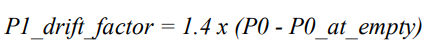 P1_drift_factor = 1.4 x (P0 - P0_at_empty)